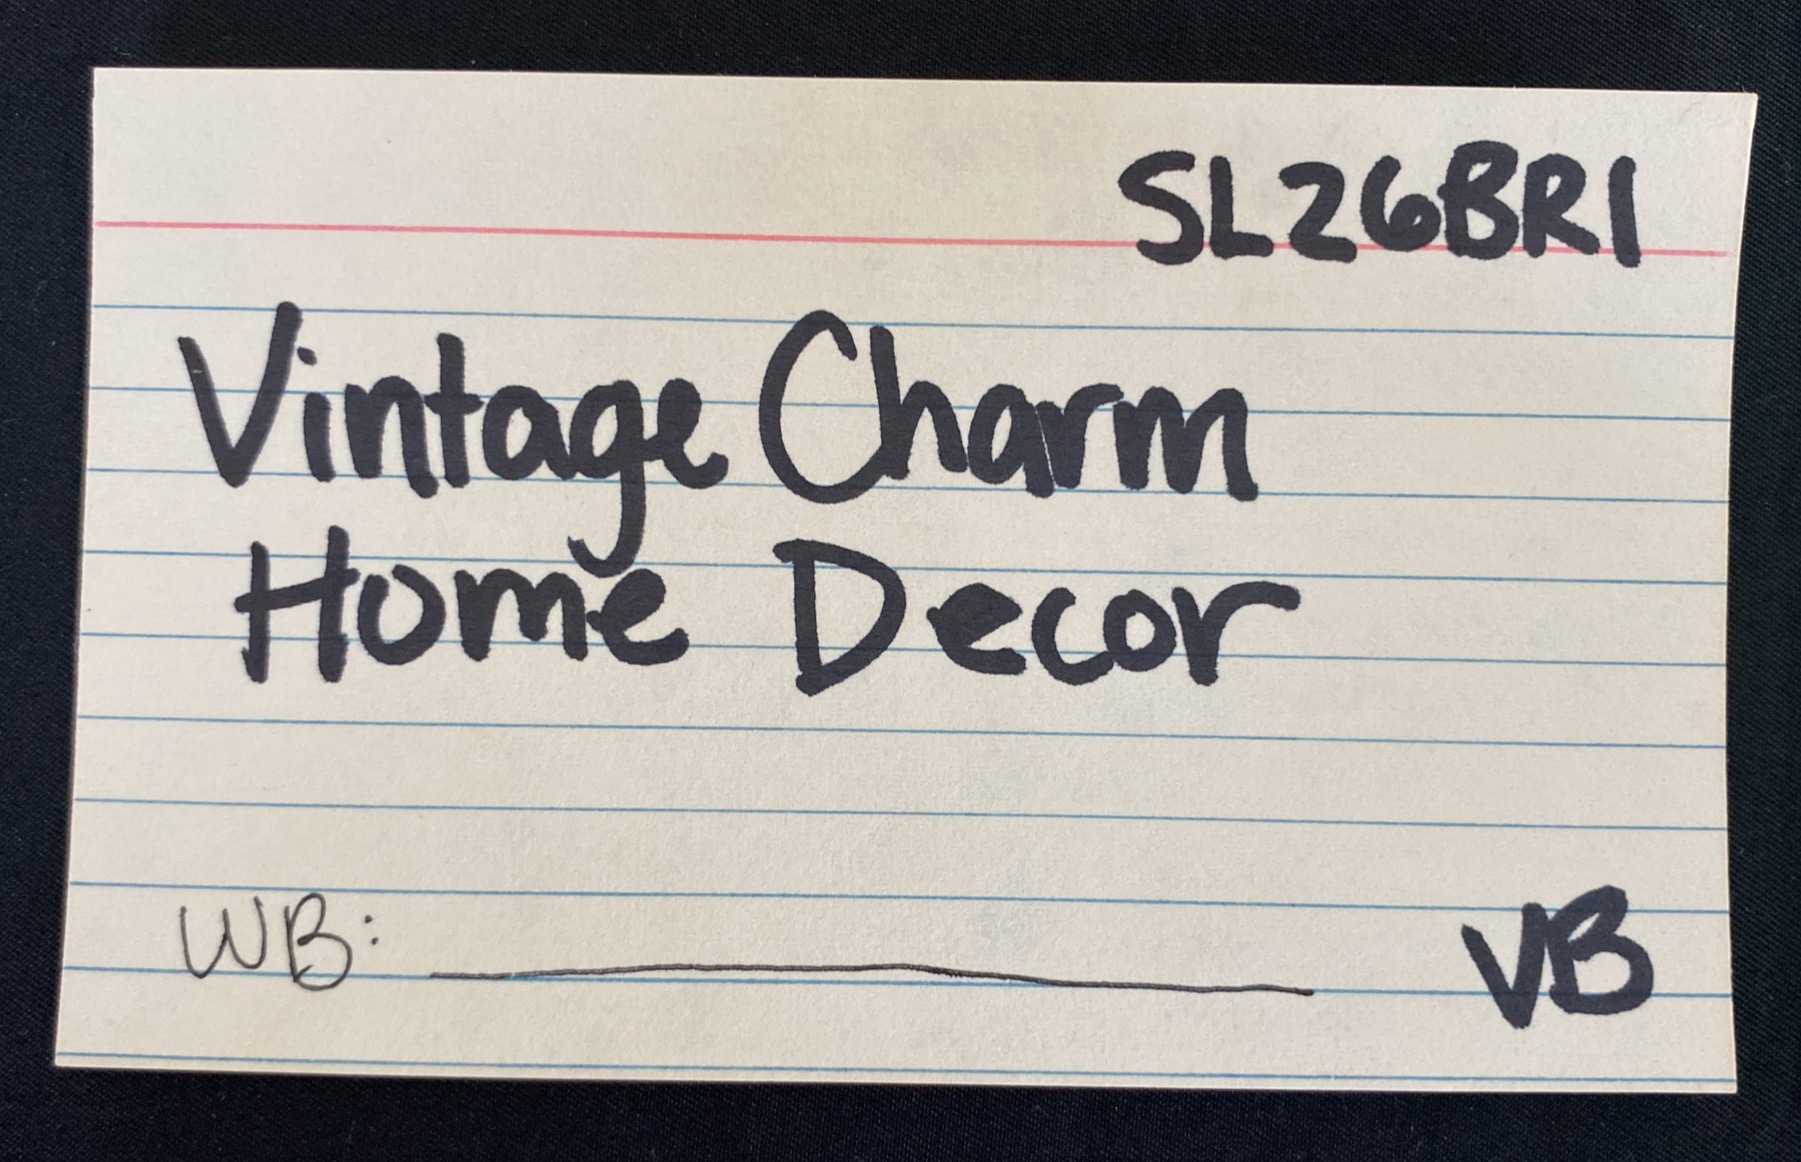 SL26BR1
Vintage Charm
Home Decor
WB: VB